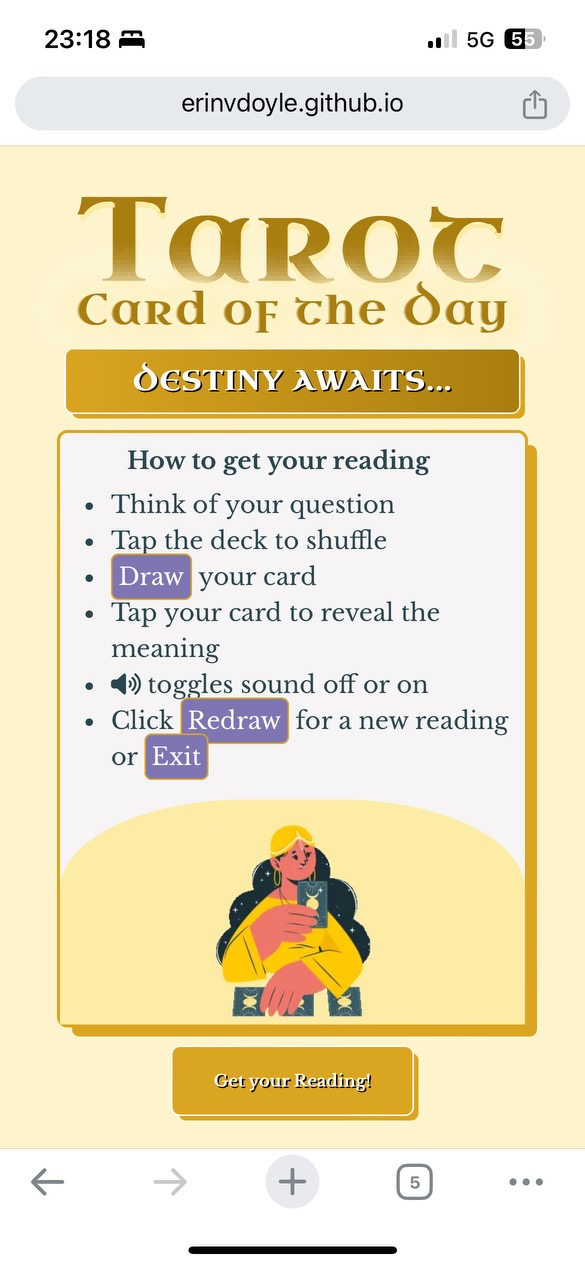 23:18
5G
55
erinvdoyle.github.io
Tarot
Card of the Day
DESTINY AWAITS...
How to get your reading
• Think of your question
• Tap the deck to shuffle
• Draw your card
• Tap your card to reveal the
meaning
• toggles sound off or on
• Click Redraw for a new reading
or Exit
Get your Reading!
5